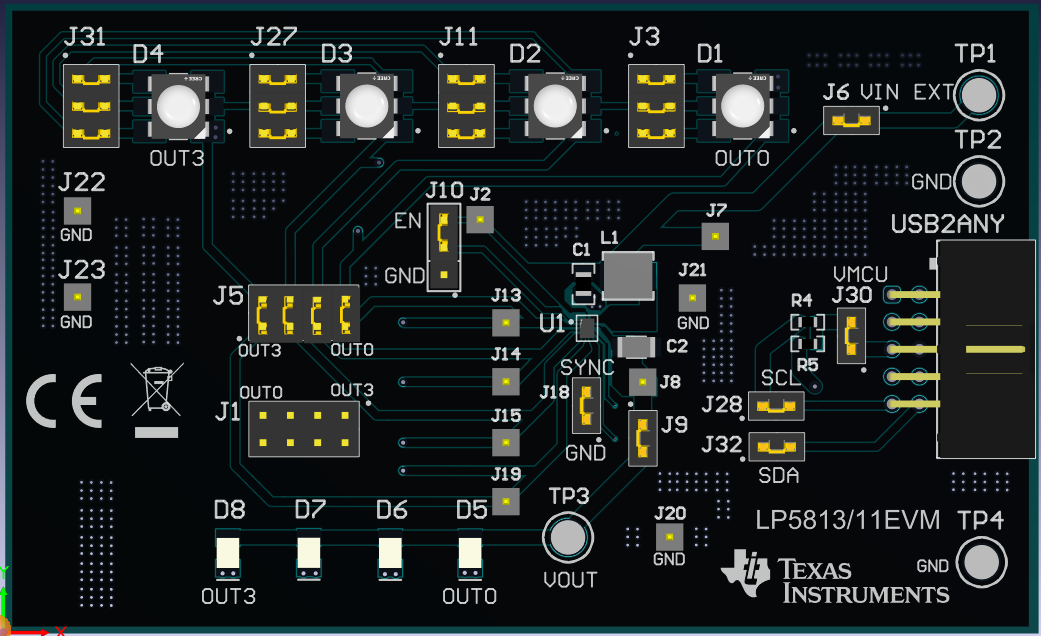 J31 D4 J27 D3 J11 D2 J3 D1 TP1
J6 VIN EXT
OUT3 OUT0 TP2
J22 J10 J2 GND
GND EN J7 USB2ANY
C1 L1
J23 GND J21 VMCU
J5 J13 J30
GND U1 GND R4
OUT3 OUT0 C2
J14 SYNC R5
OUT0 OUT3 J18 J8 SCL
CE J1 J15 J9 J28
GND J32
J19 SDA
D8 D7 D6 D5 TP3
J20 LP5813/11EVM TP4
GND GND
VOUT TEXAS
OUT3 OUT0 INSTRUMENTS
Y
X